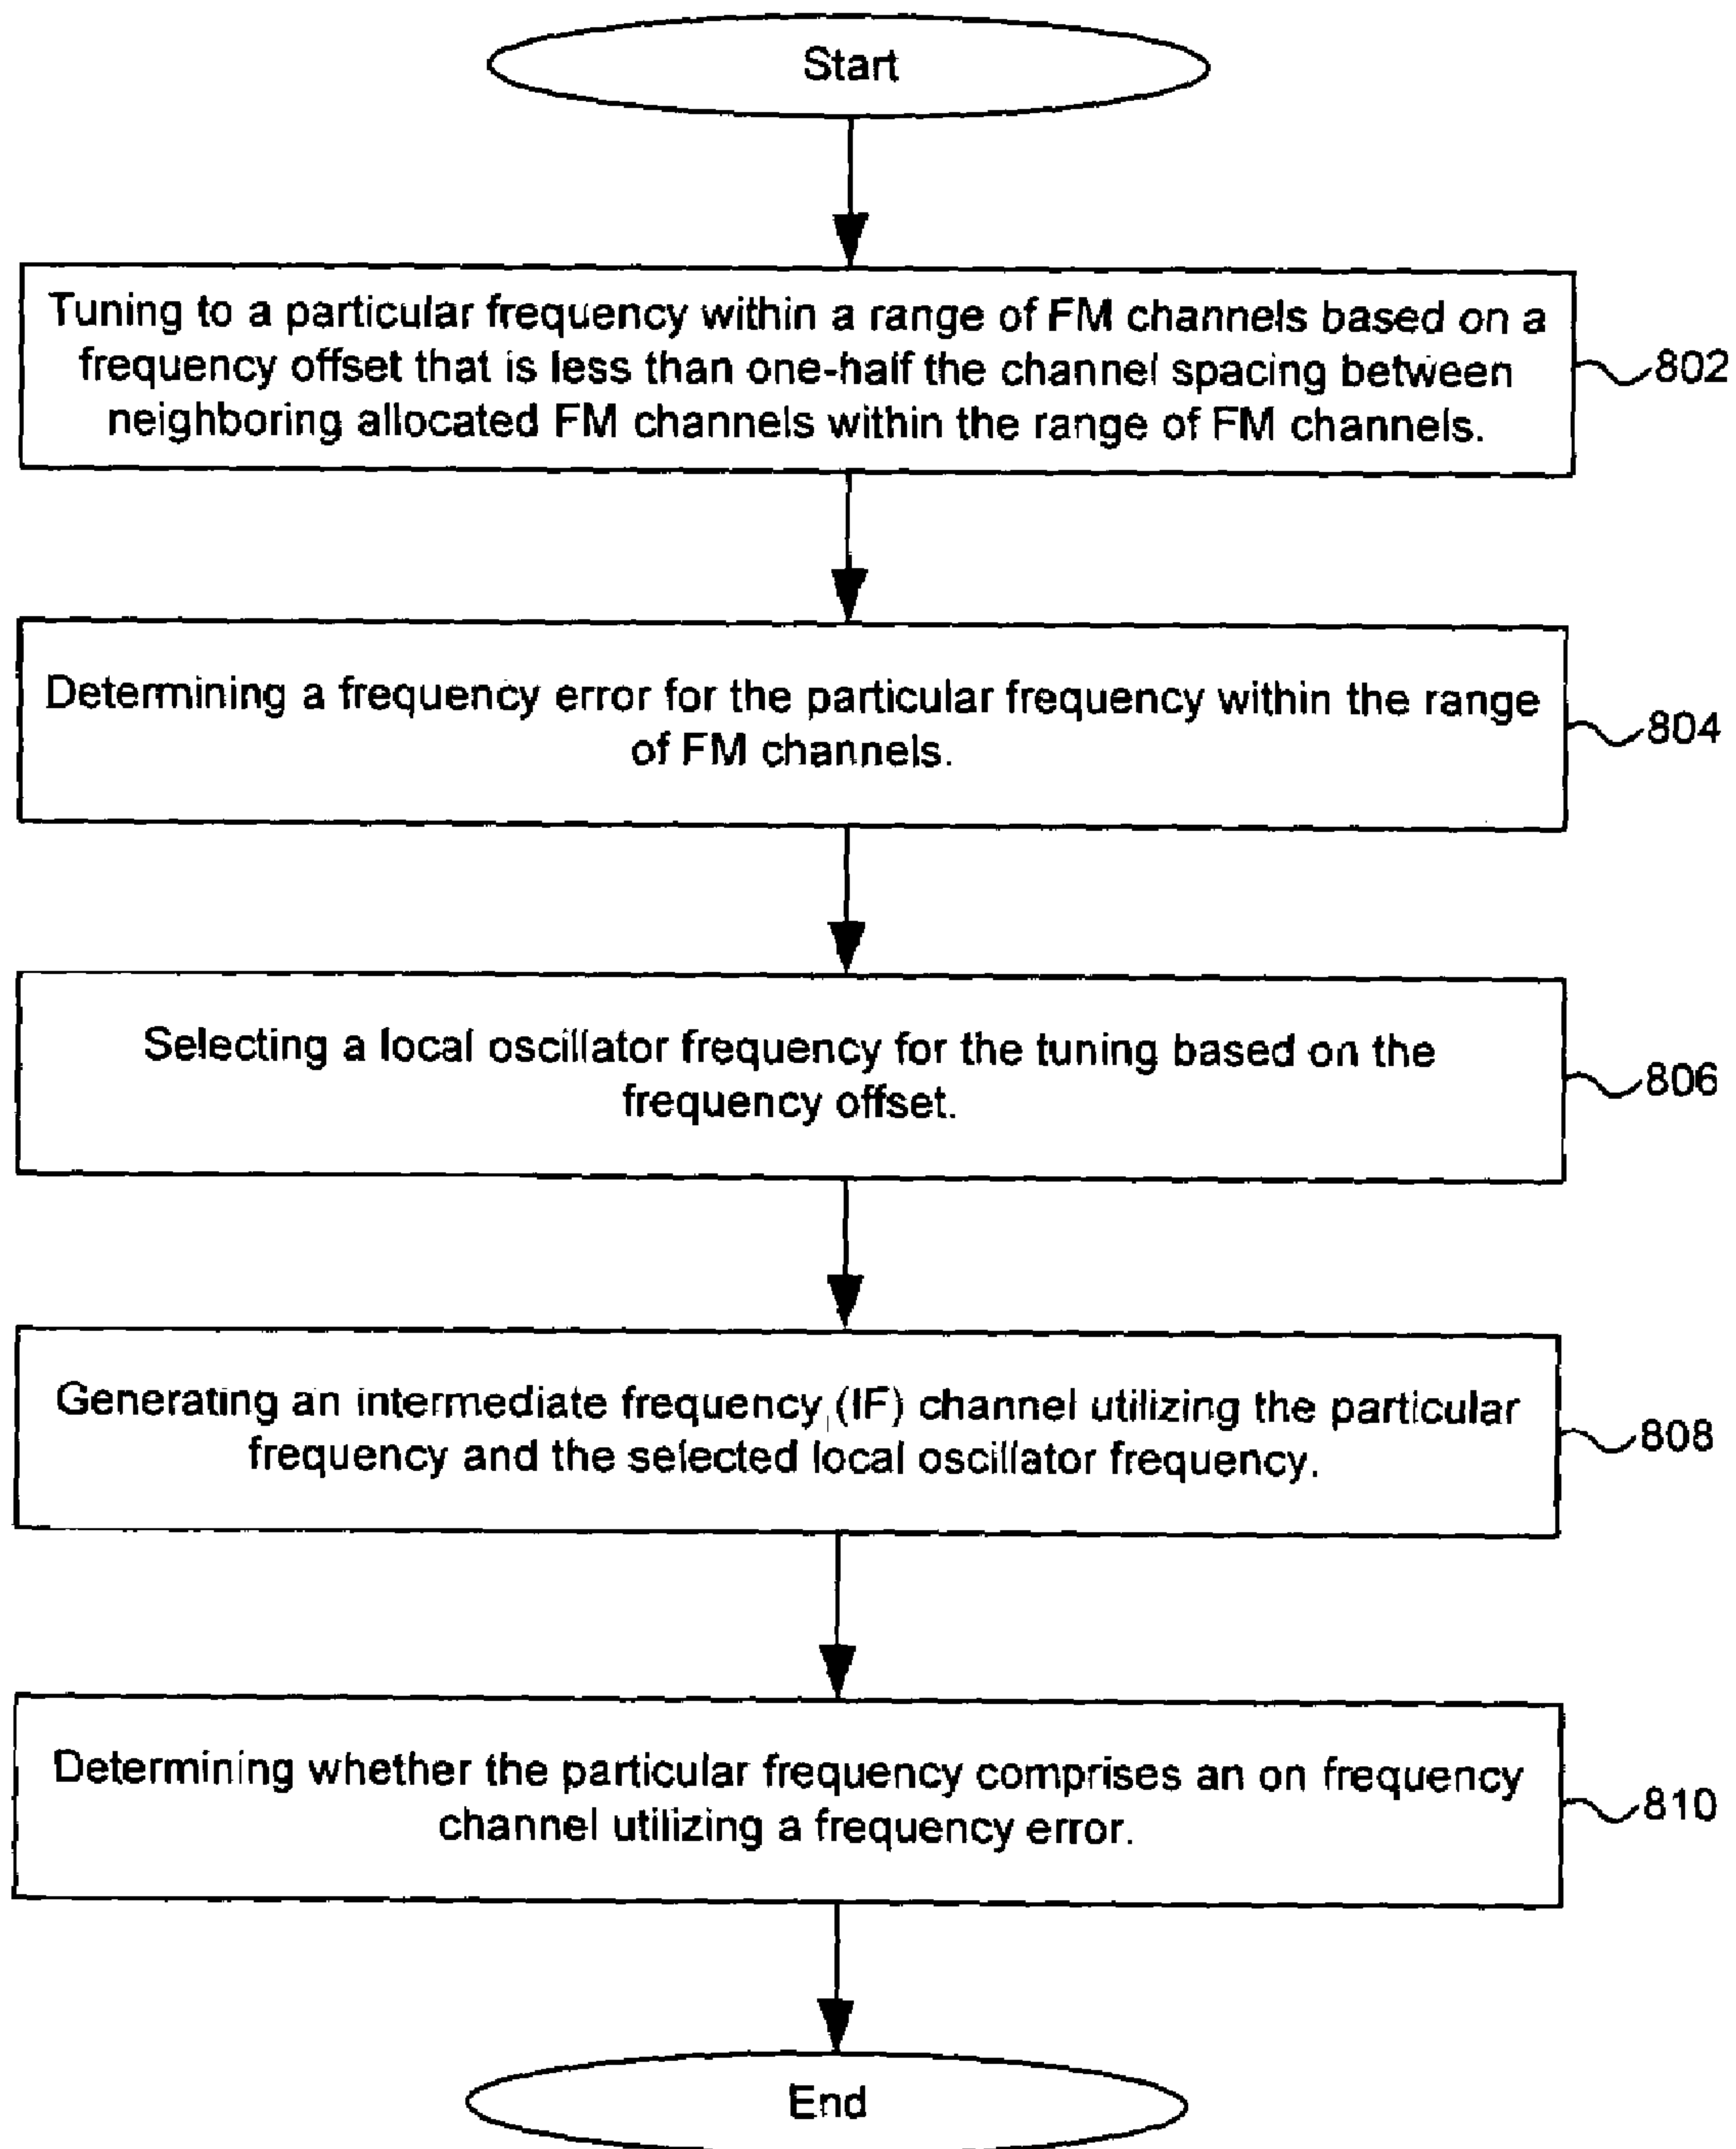 Start
Tuning to a particular frequency within a range of FM channels based on a
frequency offset that is less than one-half the channel spacing between
neighboring allocated FM channels within the range of FM channels.
802
Determining a frequency error for the particular frequency within the range
of FM channels.
804
Selecting a local oscillator frequency for the tuning based on the
frequency offset.
806
Generating an intermediate frequency (IF) channel utilizing the particular
frequency and the selected local oscillator frequency.
808
Determining whether the particular frequency comprises an on frequency
channel utilizing a frequency error.
810
End